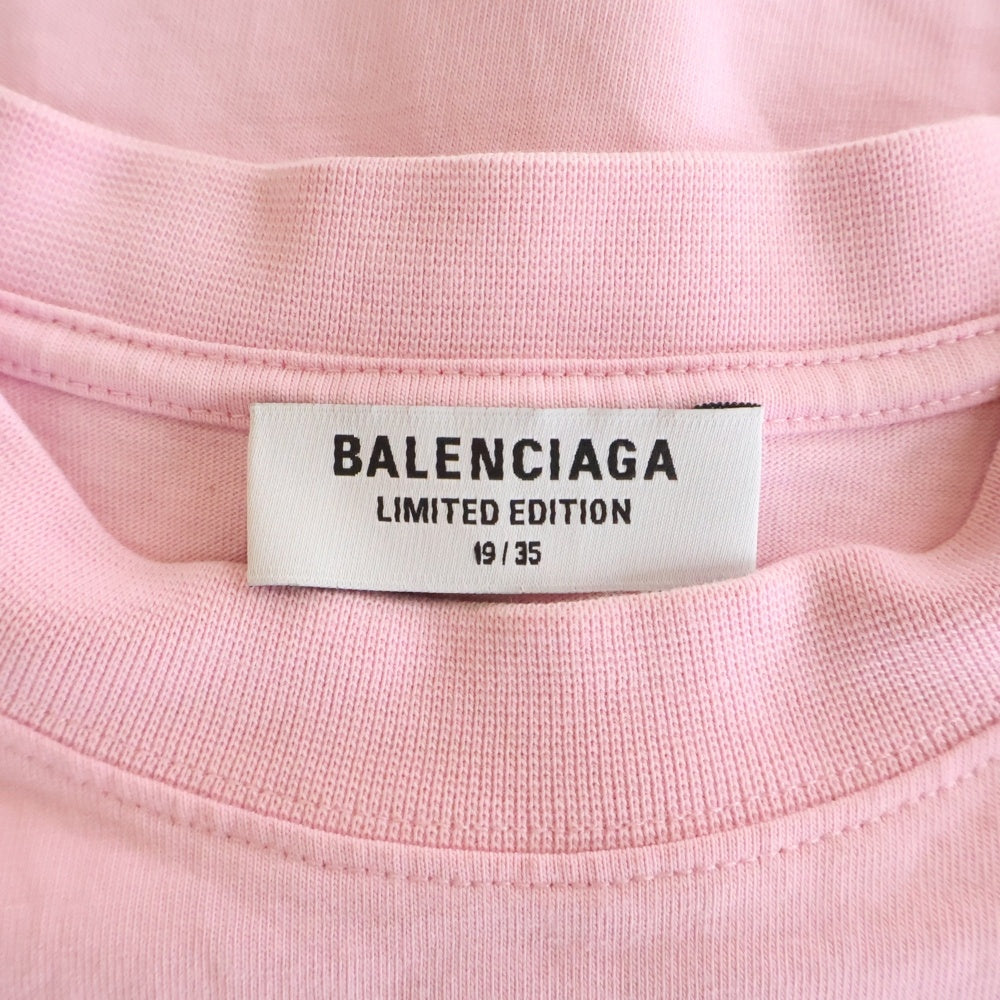 BALENCIAGA
LIMITED EDITION
19 / 35